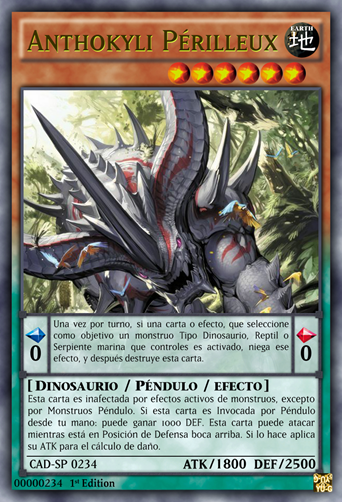 ANTHOKYLI PÉRILLEUX
EARTH
地
Una vez por turno, si una carta o efecto, que seleccione
como objetivo un monstruo Tipo Dinosaurio, Reptil o
Serpiente marina que controles es activado, niega ese
efecto, y después destruye esta carta.
0
0
[ DINOSAURIO / PÉNDULO / EFECTO ]
Esta carta es inafectada por efectos activos de monstruos, excepto
por Monstruos Péndulo. Si esta carta es Invocada por Péndulo
desde tu mano: puede ganar 1000 DEF. Esta carta puede atacar
mientras está en Posición de Defensa boca arriba. Si lo hace aplica
su ATK para el cálculo de daño.
CAD-SP 0234
ATK/1800 DEF/2500
00000234
1st Edition